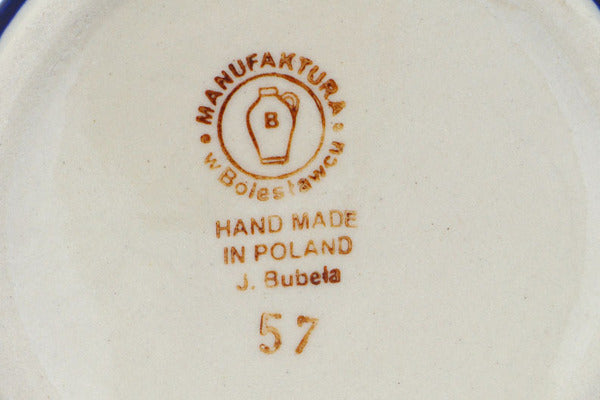 MANUFAKTURA
B
w Bolesławcu
HAND MADE
IN POLAND
J. Bubeła
57